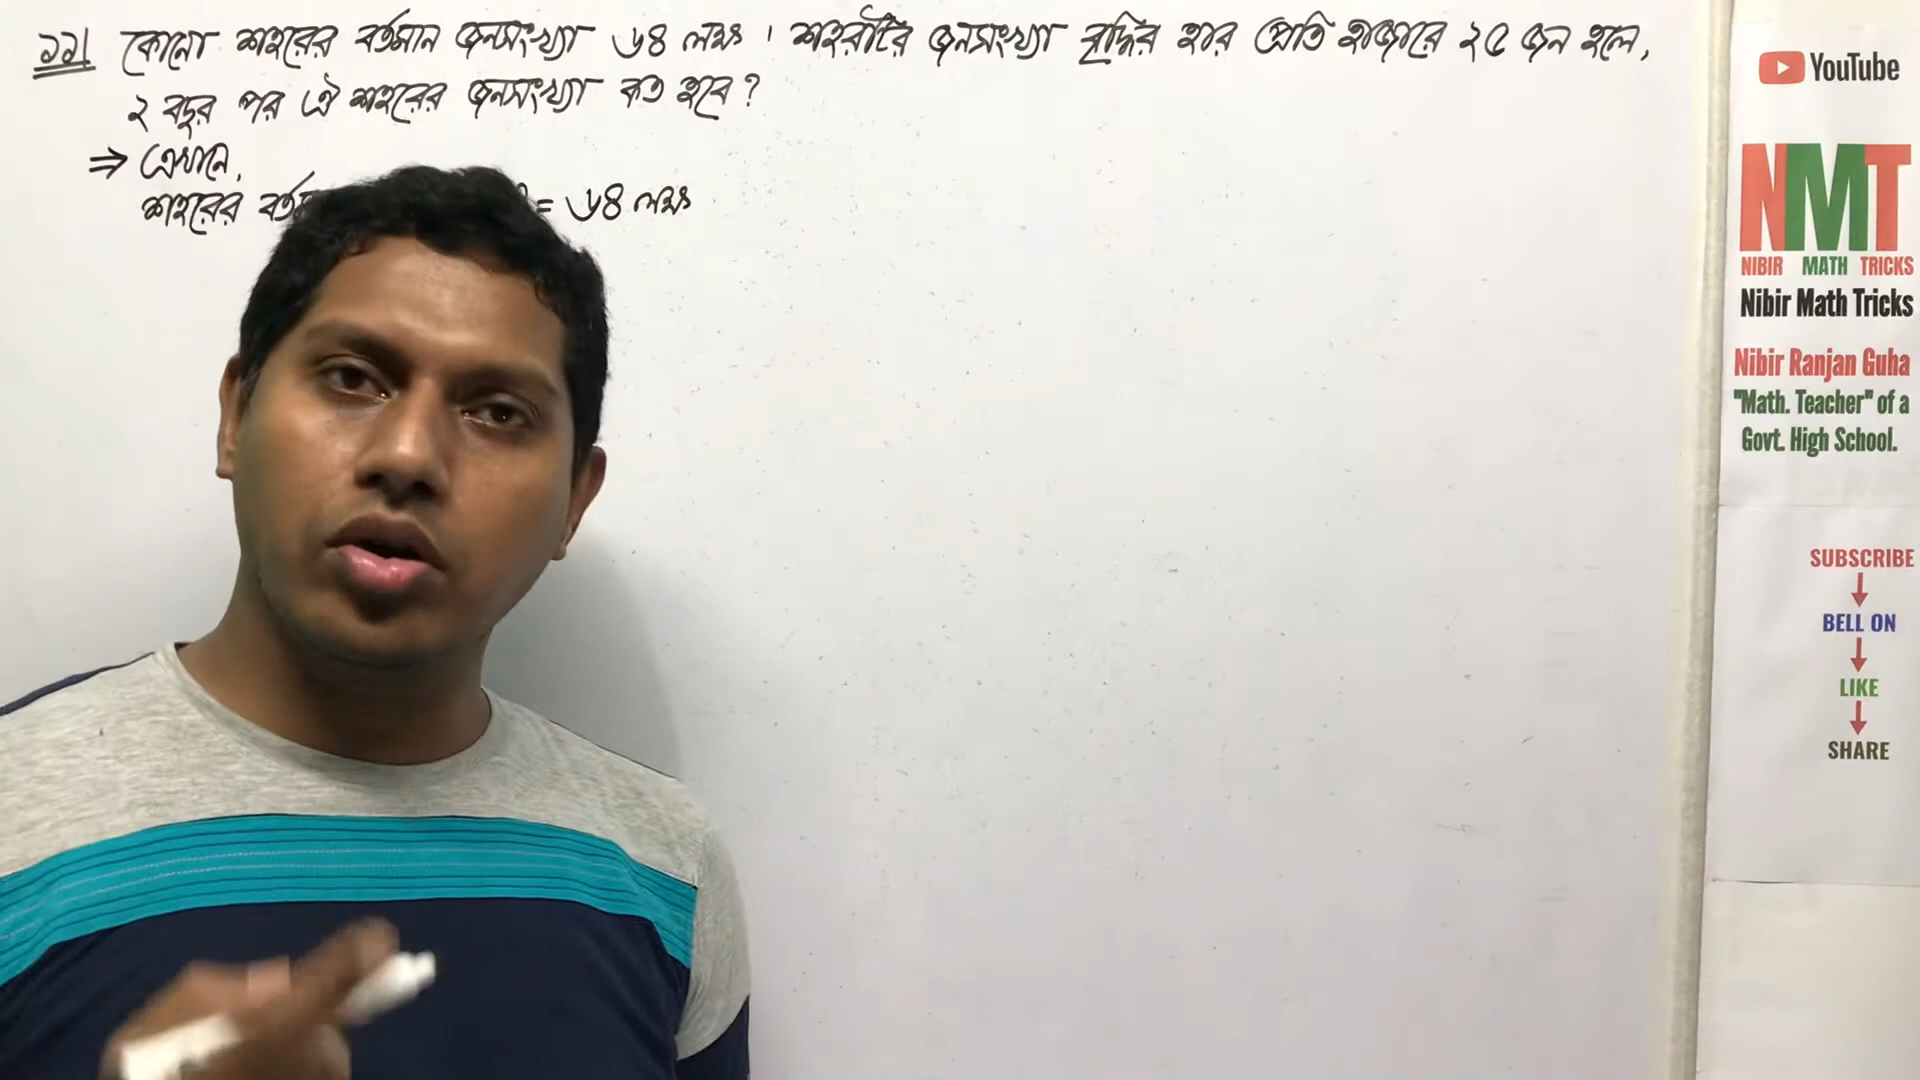 ১১। কোনো শহরের বর্তমান জনসংখ্যা ৬৪ লক্ষ। শহরটির জনসংখ্যা বৃদ্ধির হার প্রতি হাজারে ২৫ জন হলে,
২ বছর পর ঐ শহরের জনসংখ্যা কত হবে?
⇒ এখানে,
শহরের = ৬৪ লক্ষ
YouTube
NMT
NIBIR MATH TRICKS
Nibir Math Tricks
Nibir Ranjan Guha
"Math. Teacher" of a
Govt. High School.
SUBSCRIBE
BELL ON
LIKE
SHARE